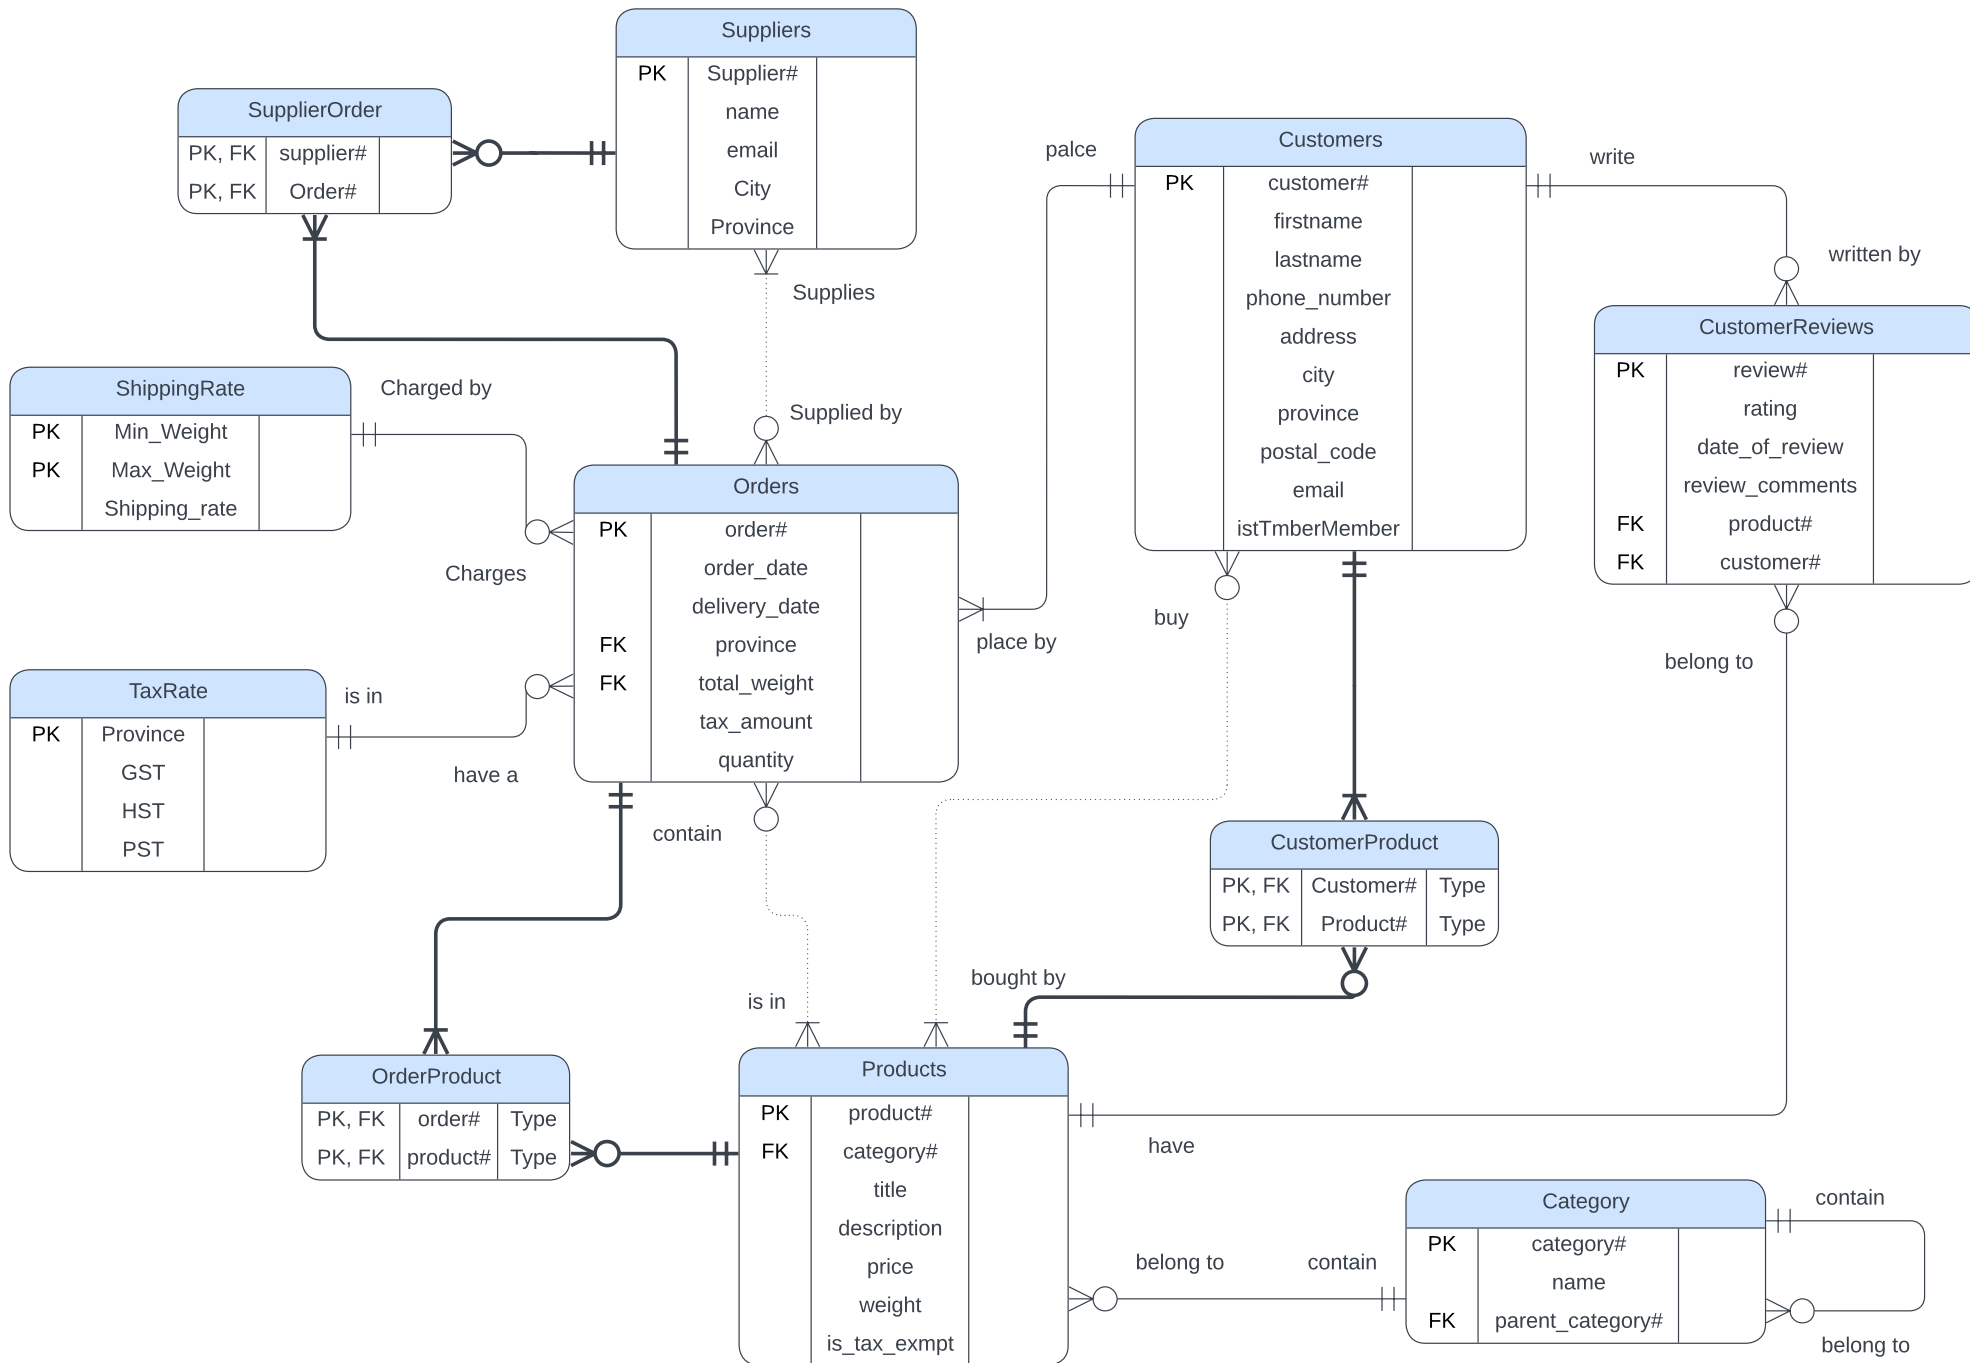 Suppliers
PK Supplier#
name
email
City
Province
SupplierOrder
PK, FK supplier#
PK, FK Order#
Supplies
Supplied by
palce
Customers
PK customer#
firstname
lastname
phone_number
address
city
province
postal_code
email
istTmberMember
write
written by
CustomerReviews
PK review#
rating
date_of_review
review_comments
FK product#
FK customer#
belong to
ShippingRate
PK Min_Weight
PK Max_Weight
Shipping_rate
Charged by
Charges
Orders
PK order#
order_date
delivery_date
FK province
FK total_weight
tax_amount
quantity
place by
buy
TaxRate
PK Province
GST
HST
PST
is in
have a
contain
is in
bought by
CustomerProduct
PK, FK Customer# Type
PK, FK Product# Type
OrderProduct
PK, FK order# Type
PK, FK product# Type
Products
PK product#
FK category#
title
description
price
weight
is_tax_exmpt
have
belong to
contain
Category
PK category#
name
FK parent_category#
contain
belong to